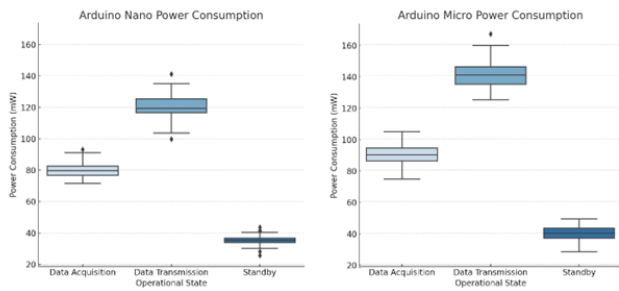 Arduino Nano Power Consumption
Power Consumption (mW)
160
140
120
100
80
60
40
20
Data Acquisition Data Transmission Standby
Operational State
Arduino Micro Power Consumption
Power Consumption (mW)
160
140
120
100
80
60
40
20
Data Acquisition Data Transmission Standby
Operational State